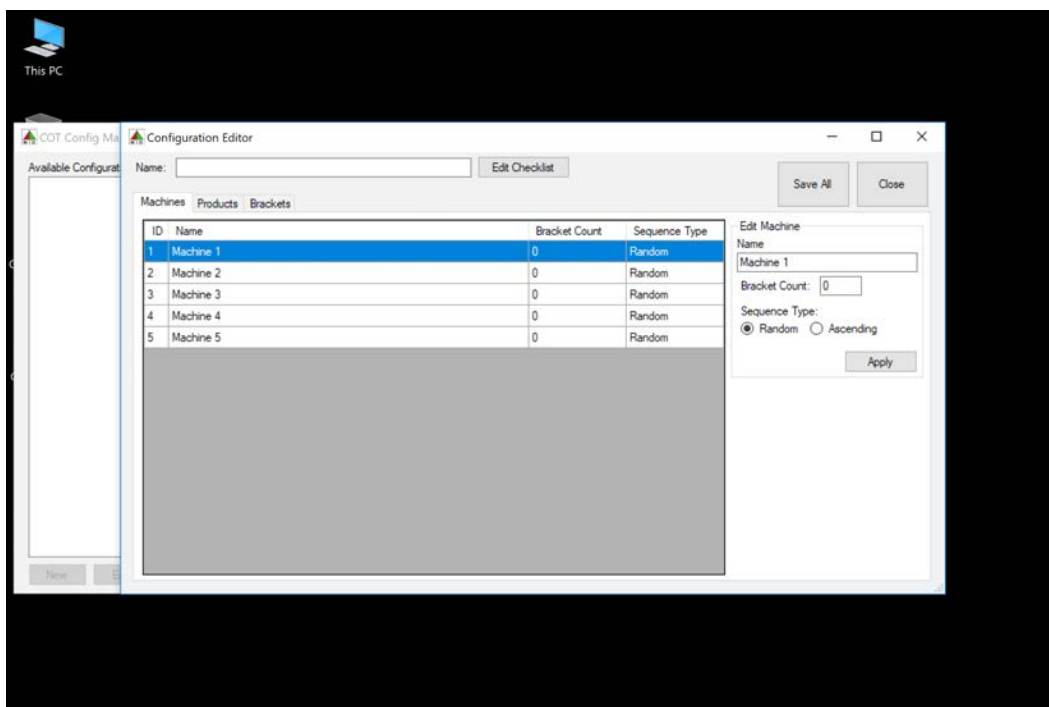 This PC
COT Config Ma
Configuration Editor
Available Configurat
Name:
Edit Checklist
Save All
Close
Machines Products Brackets
ID Name Bracket Count Sequence Type
1 Machine 1 0 Random
2 Machine 2 0 Random
3 Machine 3 0 Random
4 Machine 4 0 Random
5 Machine 5 0 Random
Edit Machine
Name
Machine 1
Bracket Count: 0
Sequence Type:
Random Ascending
Apply
New